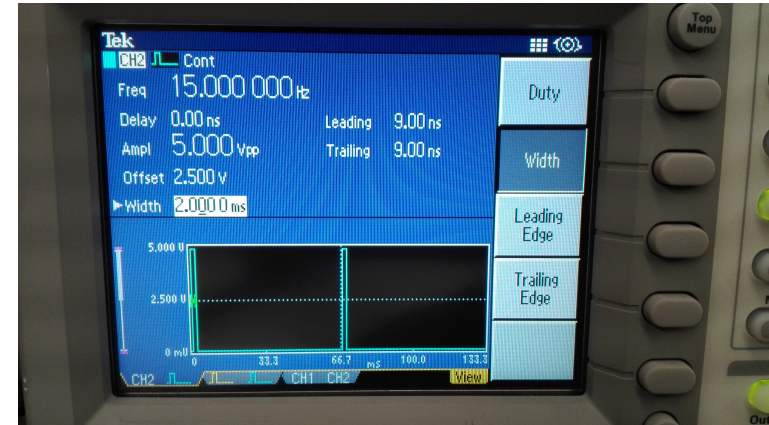 Tek
CH2 Cont
Freq 15.000 000 Hz
Delay 0.00 ns Leading 9.00 ns
Ampl 5.000 Vpp Trailing 9.00 ns
Offset 2.500 V
Width 2.000 0 ms
5.000 V
2.500 V
0 mV
0 33.3 66.7 ms 100.0 133.3
CH2 CH1 CH2 View
Duty
Width
Leading
Edge
Trailing
Edge
Top
Menu